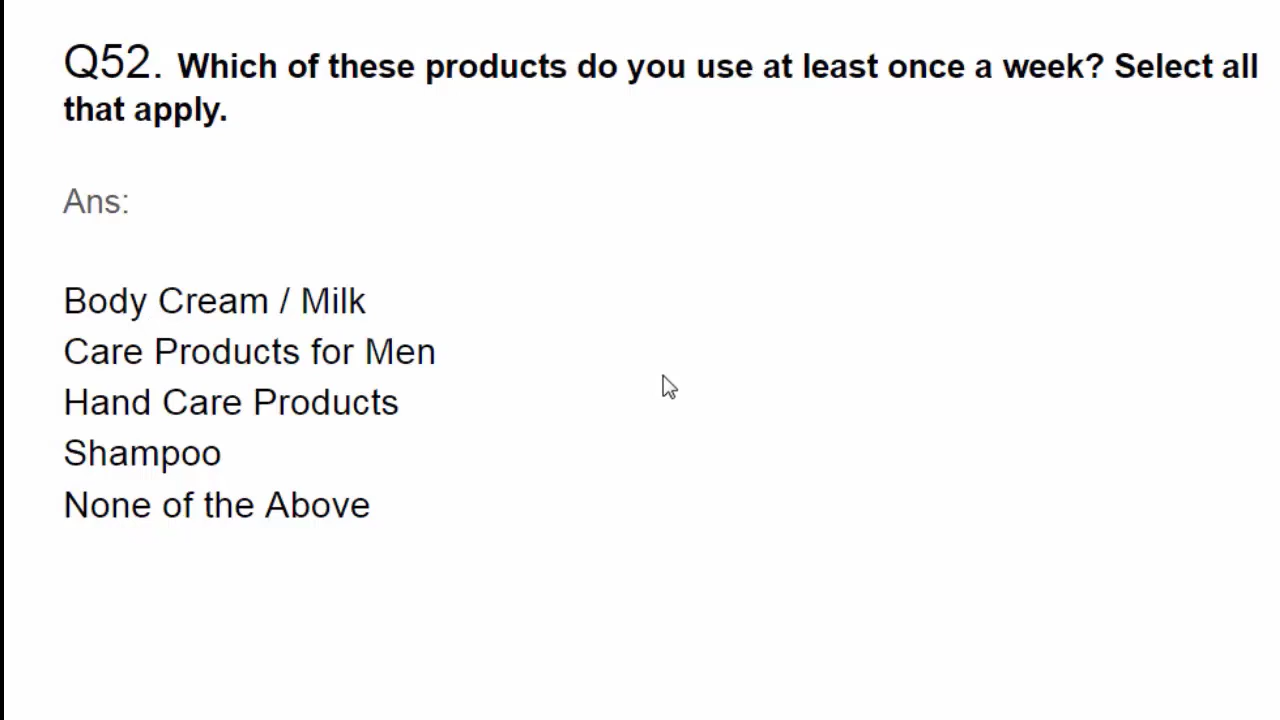 Q52. Which of these products do you use at least once a week? Select all
that apply.
Ans:
Body Cream / Milk
Care Products for Men
Hand Care Products
Shampoo
None of the Above